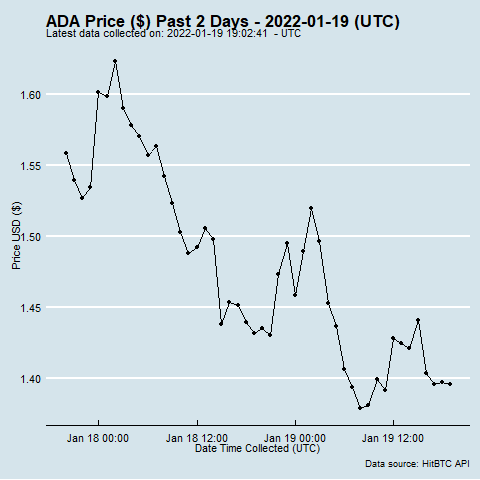 ADA Price ($) Past 2 Days - 2022-01-19 (UTC)
Latest data collected on: 2022-01-19 19:02:41 - UTC
1.60
1.55
1.50
1.45
1.40
Price USD ($)
Jan 18 00:00 Jan 18 12:00 Jan 19 00:00 Jan 19 12:00
Date Time Collected (UTC)
Data source: HitBTC API